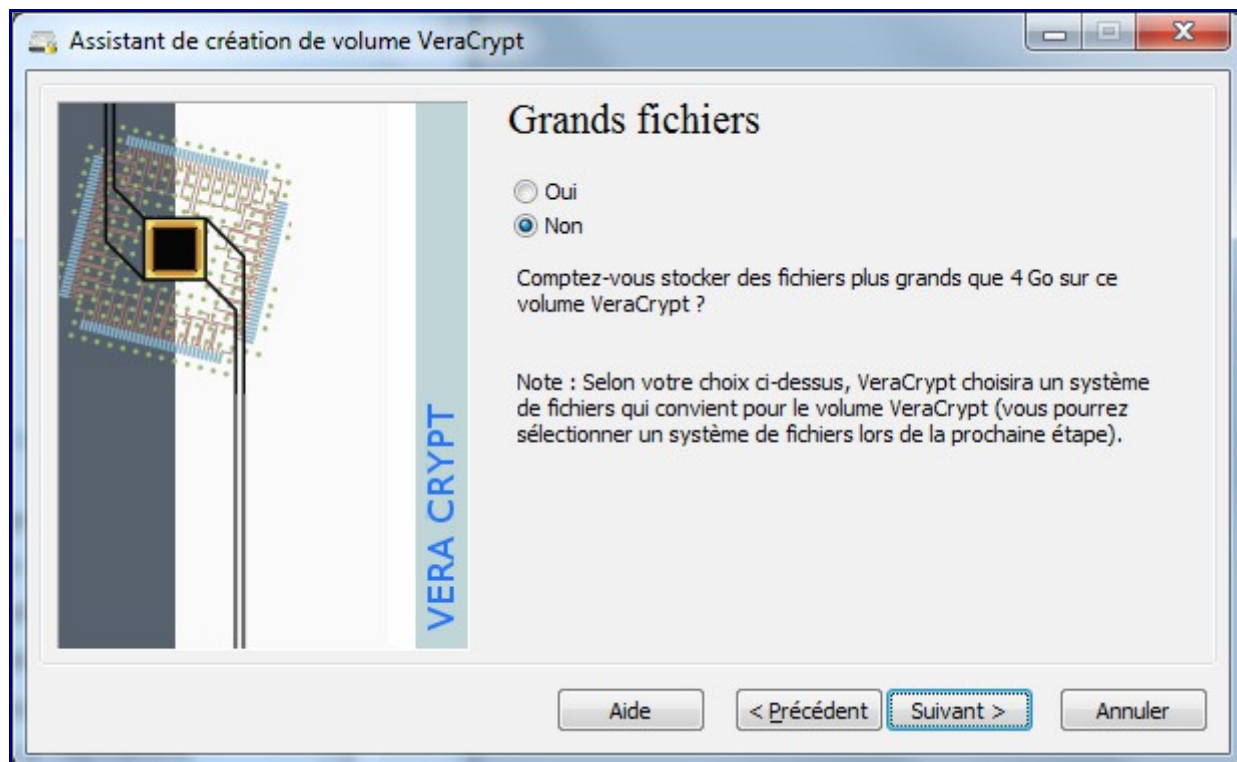 Assistant de création de volume VeraCrypt
Grands fichiers
Oui
Non
Comptez-vous stocker des fichiers plus grands que 4 Go sur ce
volume VeraCrypt ?
Note : Selon votre choix ci-dessus, VeraCrypt choisira un système
de fichiers qui convient pour le volume VeraCrypt (vous pourrez
sélectionner un système de fichiers lors de la prochaine étape).
VERA CRYPT
Aide
< Précédent
Suivant >
Annuler